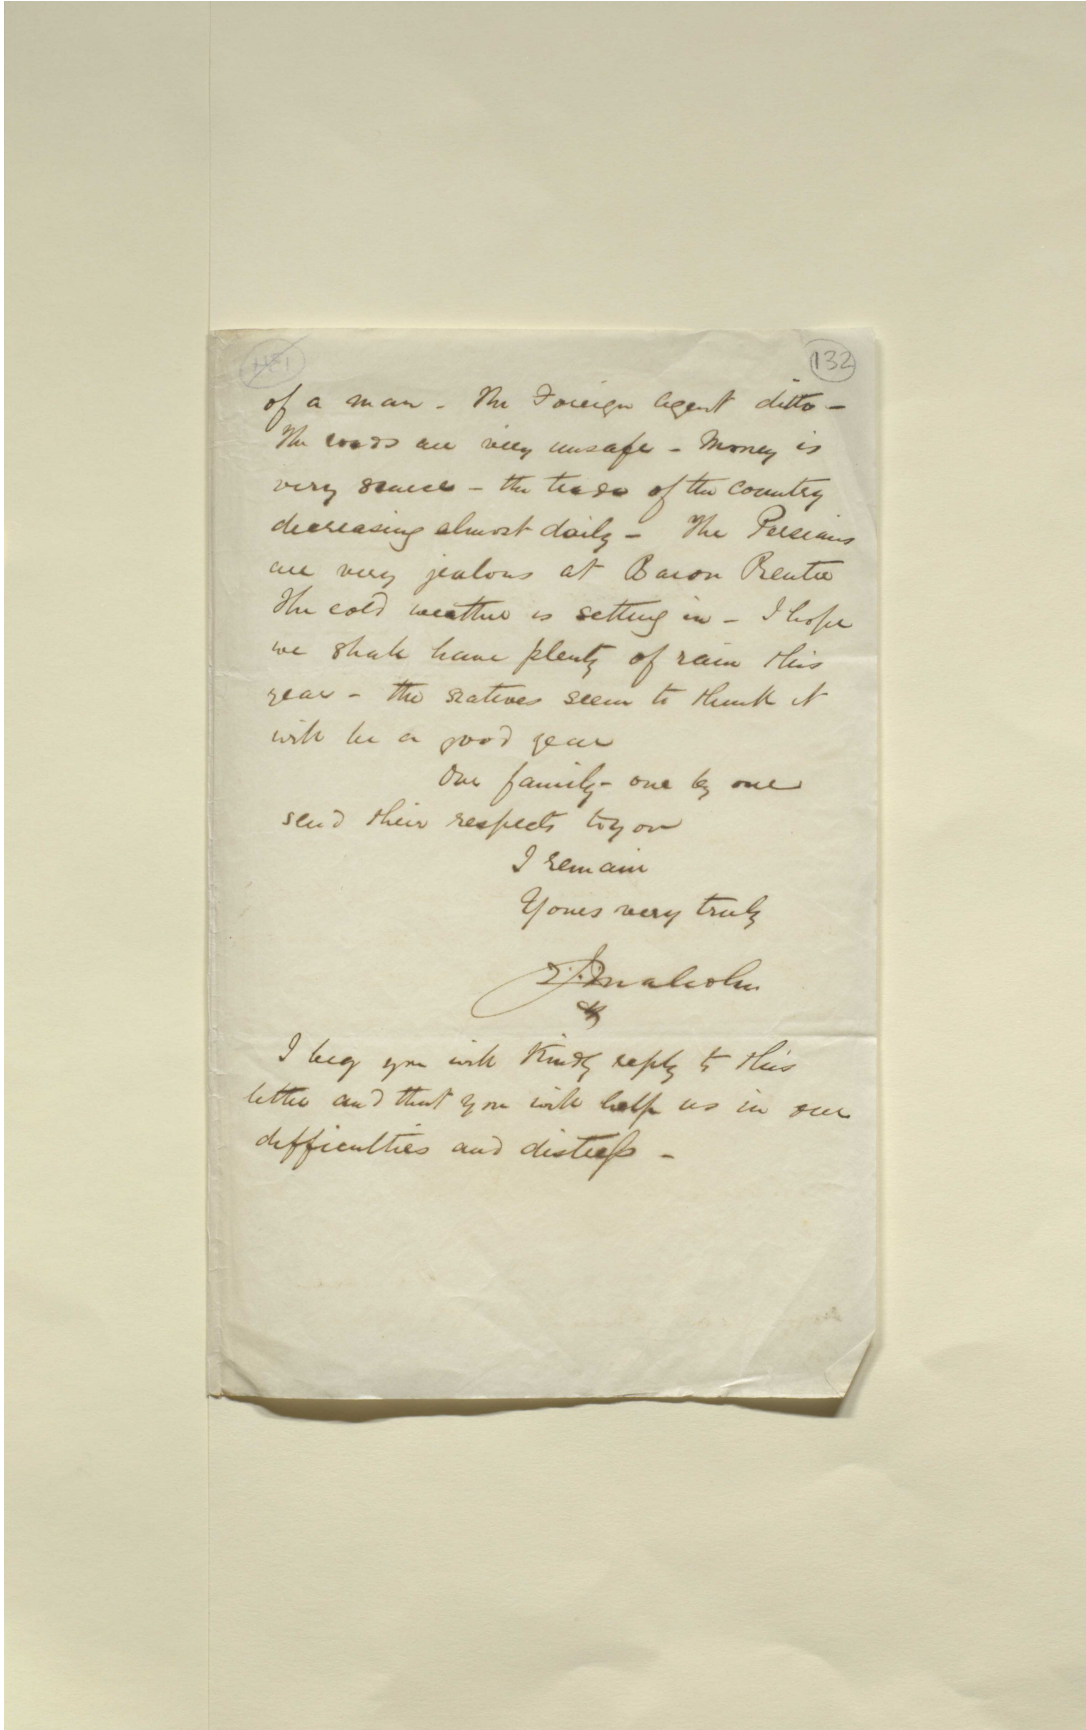 132
of a man - The Foreign Agent ditto -
The roads are very unsafe - Money is
very scarce - the trade of the Country
decreasing almost daily - The Persians
are very jealous at Baron Reuter
The cold weather is setting in - I hope
we shall have plenty of rain this
year - the natives seem to think it
will be a good year
Our family - one by one
send their respects to you
I remain
Yours very truly
J. Malcolm
I beg you will Kindly reply to this
letter and that you will help us in our
difficulties and distress -